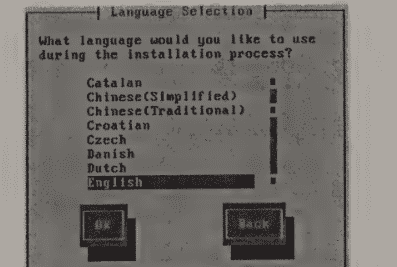 Language Selection
What language would you like to use
during the installation process?
Catalan
Chinese(Simplified)
Chinese(Traditional)
Croatian
Czech
Danish
Dutch
English
OK
Back